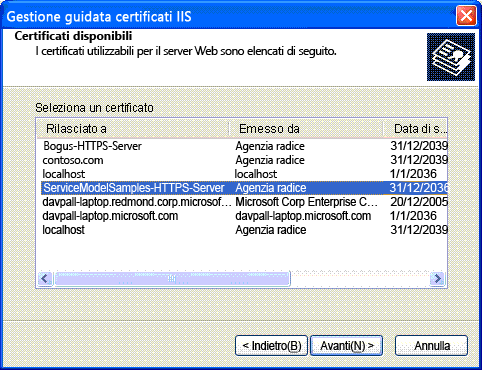 Gestione guidata certificati IIS
Certificati disponibili
I certificati utilizzabili per il server Web sono elencati di seguito.
Seleziona un certificato
Rilasciato a Emesso da Data di s...
Bogus-HTTPS-Server Agenzia radice 31/12/2039
contoso.com Agenzia radice 31/12/2039
localhost localhost 1/1/2036
ServiceModelSamples-HTTPS-Server Agenzia radice 31/12/2036
davpall-laptop.redmond.corp.microsof... Microsoft Corp Enterprise C... 20/12/2005
davpall-laptop.microsoft.com davpall-laptop.microsoft.com 1/1/2036
localhost Agenzia radice 31/12/2039
< Indietro(B) Avanti(N) > Annulla